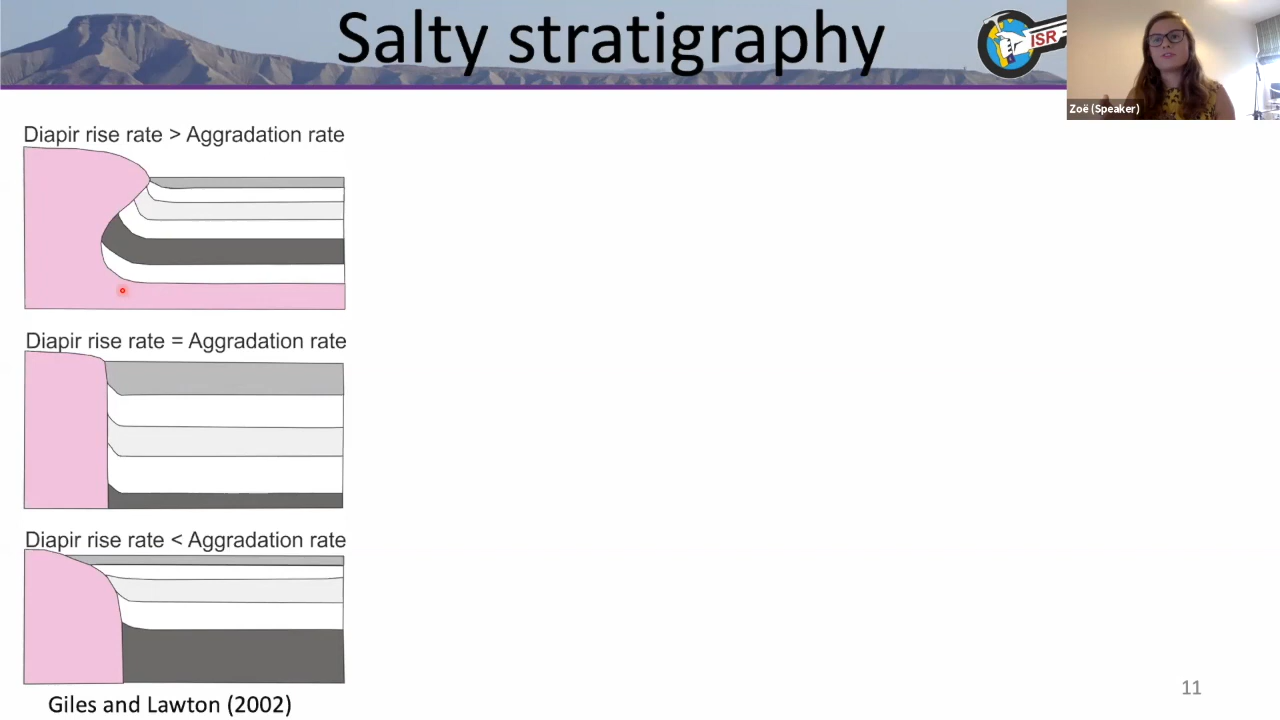 Salty stratigraphy
ISR
Zoë (Speaker)
Diapir rise rate > Aggradation rate
Diapir rise rate = Aggradation rate
Diapir rise rate < Aggradation rate
Giles and Lawton (2002)
11